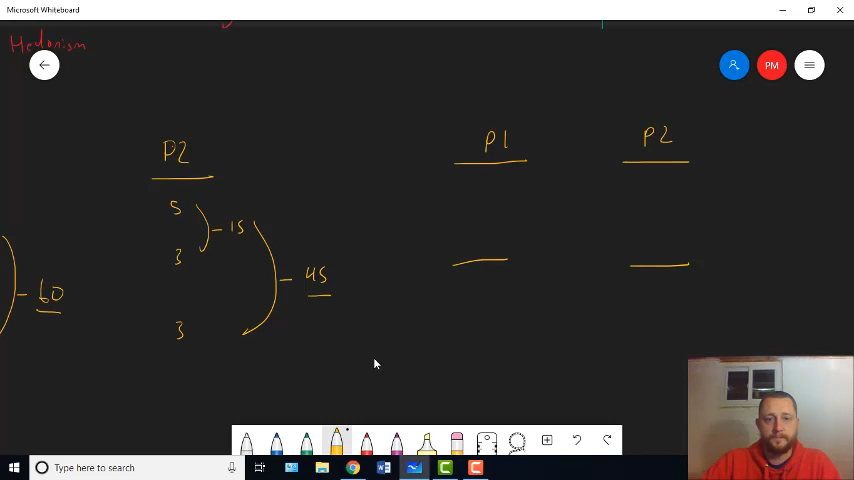 Microsoft Whiteboard
Hedonism
PM
P2
P1
P2
5
- 15
3
- 45
- 60
3
Type here to search